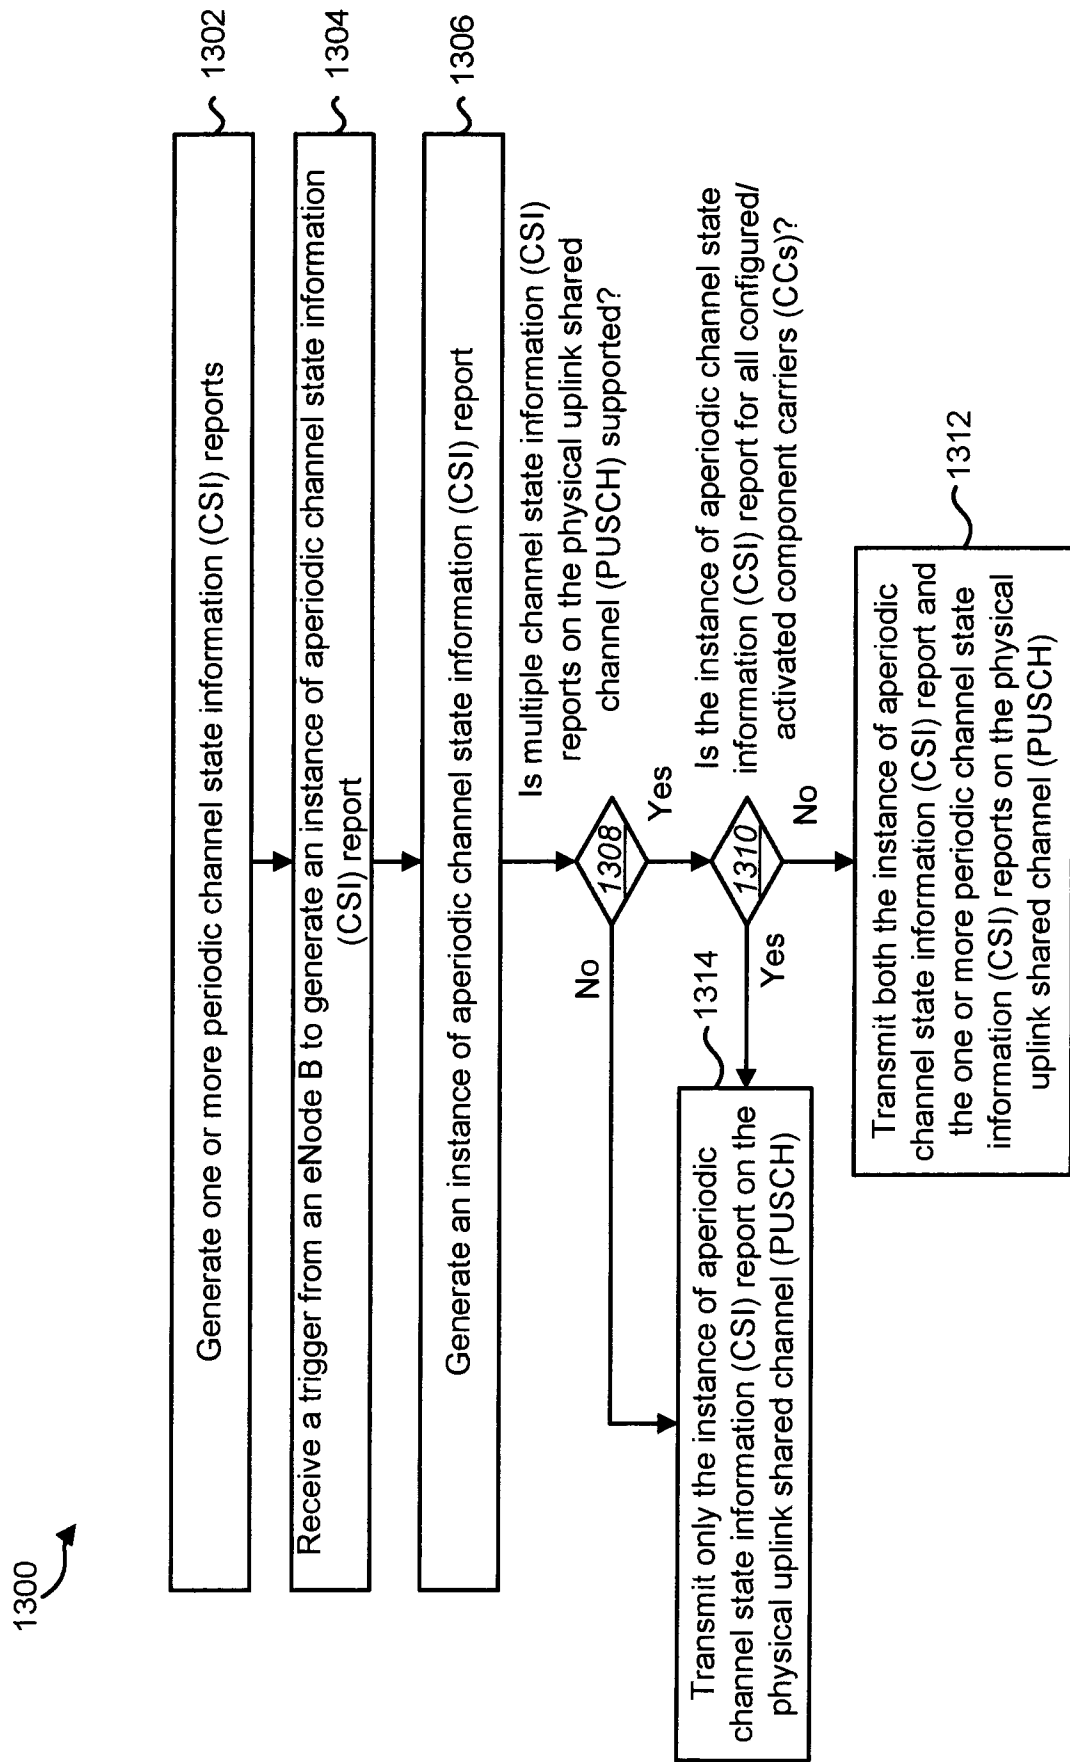 1300
Generate one or more periodic channel state information (CSI) reports
1302
Receive a trigger from an eNode B to generate an instance of aperiodic channel state information
(CSI) report
1304
Generate an instance of aperiodic channel state information (CSI) report
1306
Is multiple channel state information (CSI)
reports on the physical uplink shared
channel (PUSCH) supported?
1308
No
Yes
Is the instance of aperiodic channel state
information (CSI) report for all configured/
activated component carriers (CCs)?
1310
Yes
No
1314
Transmit only the instance of aperiodic
channel state information (CSI) report on the
physical uplink shared channel (PUSCH)
1312
Transmit both the instance of aperiodic
channel state information (CSI) report and
the one or more periodic channel state
information (CSI) reports on the physical
uplink shared channel (PUSCH)